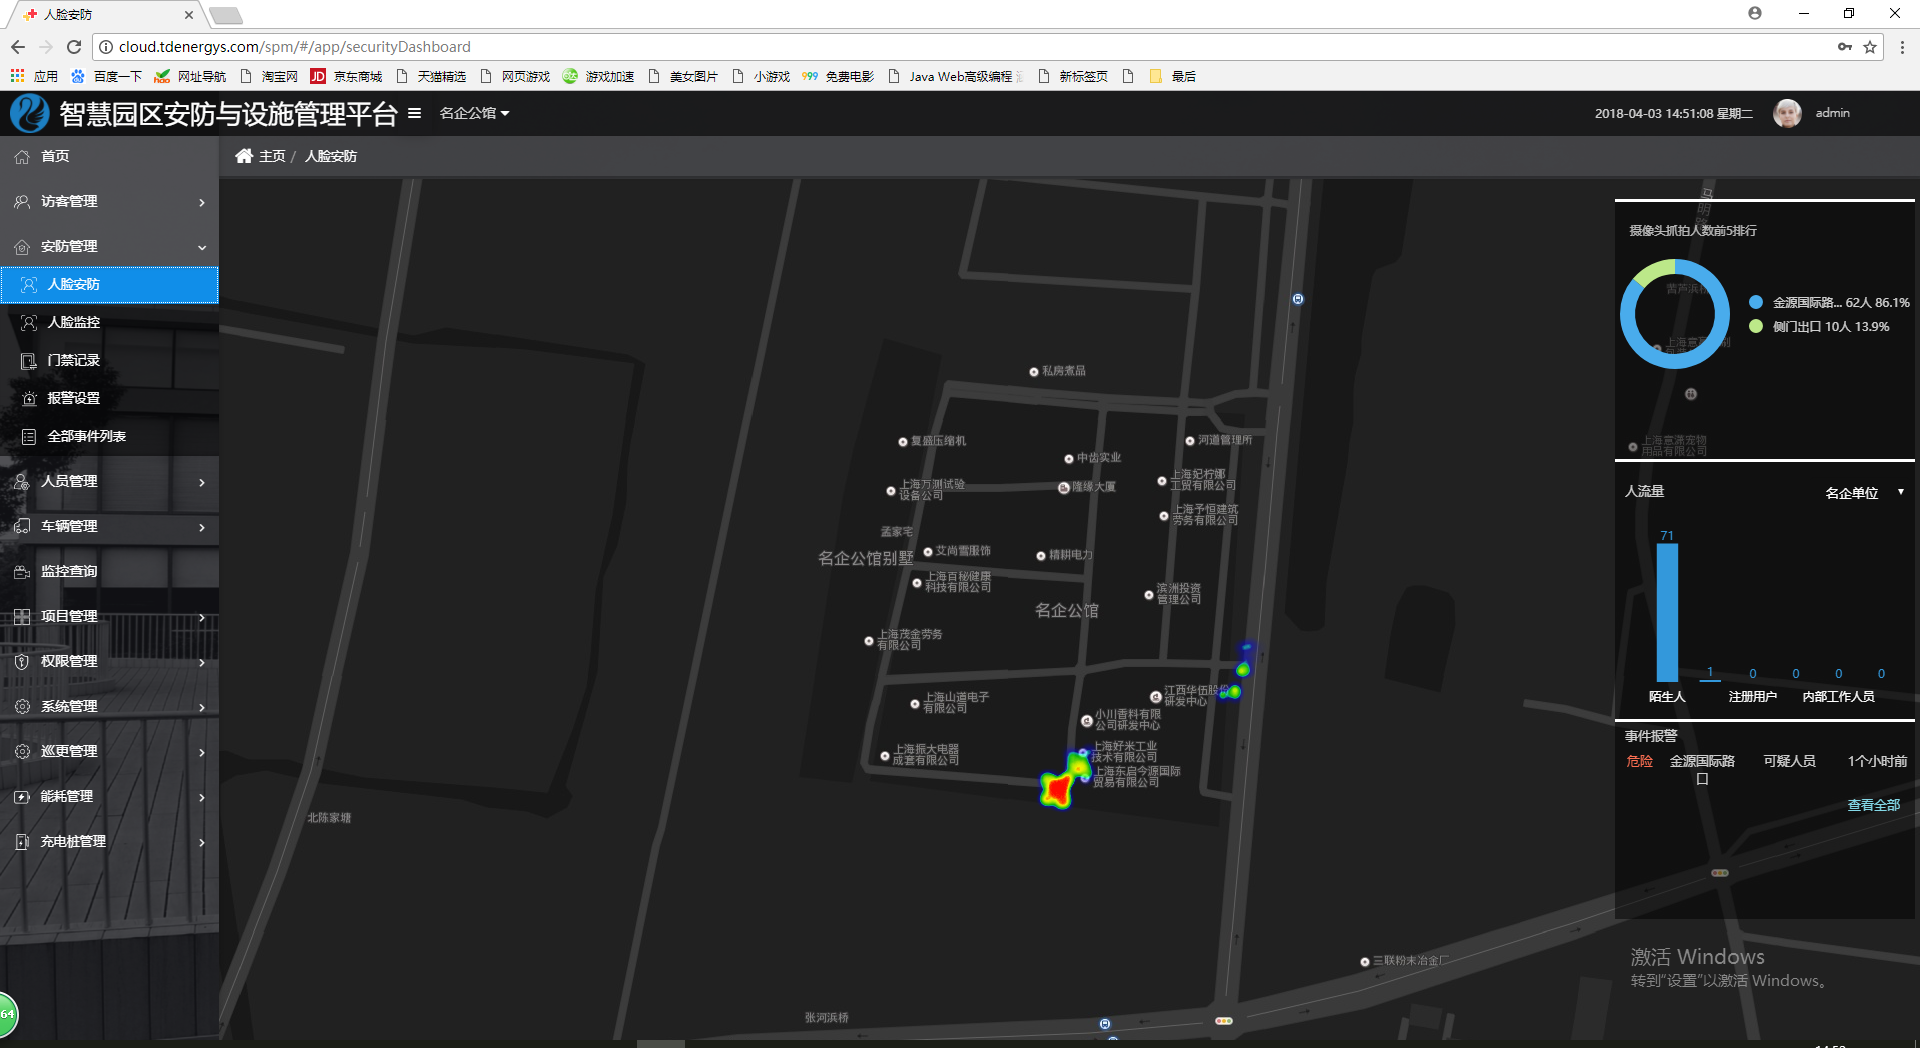 人脸安防
cloud.tdenergys.com/spm/#/app/securityDashboard
应用 百度一下 网址导航 淘宝网 JD 京东商城 天猫精选 网页游戏 游戏加速 美女图片 小游戏 999 免费电影 Java Web高级编程 新标签页 最后
智慧园区安防与设施管理平台 名企公馆 2018-04-03 14:51:08 星期二 admin
主页 / 人脸安防
首页
访客管理
安防管理
人脸安防
人脸监控
门禁记录
报警设置
全部事件列表
人员管理
车辆管理
监控查询
项目管理
权限管理
系统管理
巡更管理
能耗管理
充电桩管理
64
私房煮品
复盛压缩机
河道管理所
中齿实业
上海万测试验
设备公司
隆缘大厦
上海妃柠娜
工贸有限公司
上海予恒建筑
劳务有限公司
孟家宅
名企公馆别墅
艾尚雪服饰
精耕电力
上海百秘健康
科技有限公司
滨洲投资
管理公司
名企公馆
上海茂金劳务
有限公司
上海山道电子
有限公司
江西华伍股份
研发中心
小川香料有限
公司研发中心
上海振大电器
成套有限公司
上海好米工业
技术有限公司
上海东启今源国际
贸易有限公司
北陈家塘
张河浜桥
三联粉末冶金厂
马明路
摄像头抓拍人数前5排行
金源国际路... 62人 86.1%
侧门出口 10人 13.9%
上海意潇宠物
用品有限公司
人流量 名企单位
71
1 0 0 0 0
陌生人 注册用户 内部工作人员
事件报警
危险 金源国际路口 可疑人员 1个小时前
查看全部
激活 Windows
转到"设置"以激活 Windows。